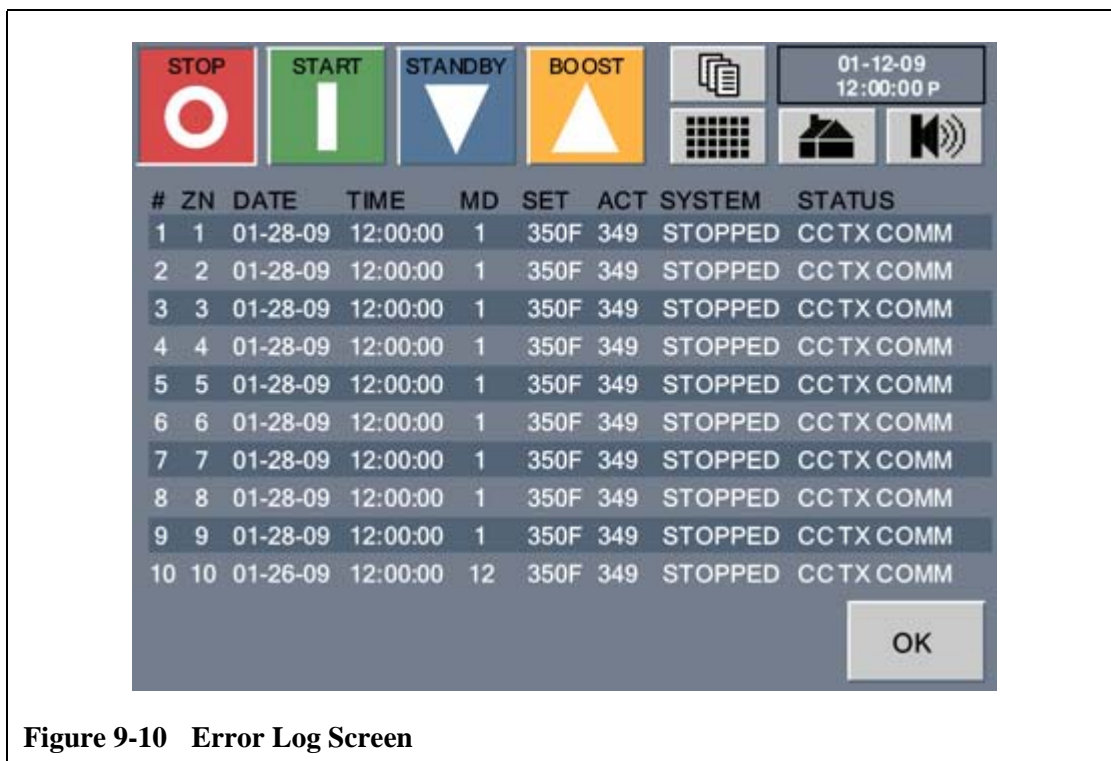 STOP START STANDBY BOOST
01-12-09
12:00:00 P
# ZN DATE TIME MD SET ACT SYSTEM STATUS
1 1 01-28-09 12:00:00 1 350F 349 STOPPED CC TX COMM
2 2 01-28-09 12:00:00 1 350F 349 STOPPED CC TX COMM
3 3 01-28-09 12:00:00 1 350F 349 STOPPED CC TX COMM
4 4 01-28-09 12:00:00 1 350F 349 STOPPED CC TX COMM
5 5 01-28-09 12:00:00 1 350F 349 STOPPED CC TX COMM
6 6 01-28-09 12:00:00 1 350F 349 STOPPED CC TX COMM
7 7 01-28-09 12:00:00 1 350F 349 STOPPED CC TX COMM
8 8 01-28-09 12:00:00 1 350F 349 STOPPED CC TX COMM
9 9 01-28-09 12:00:00 1 350F 349 STOPPED CC TX COMM
10 10 01-26-09 12:00:00 12 350F 349 STOPPED CC TX COMM
OK
Figure 9-10 Error Log Screen